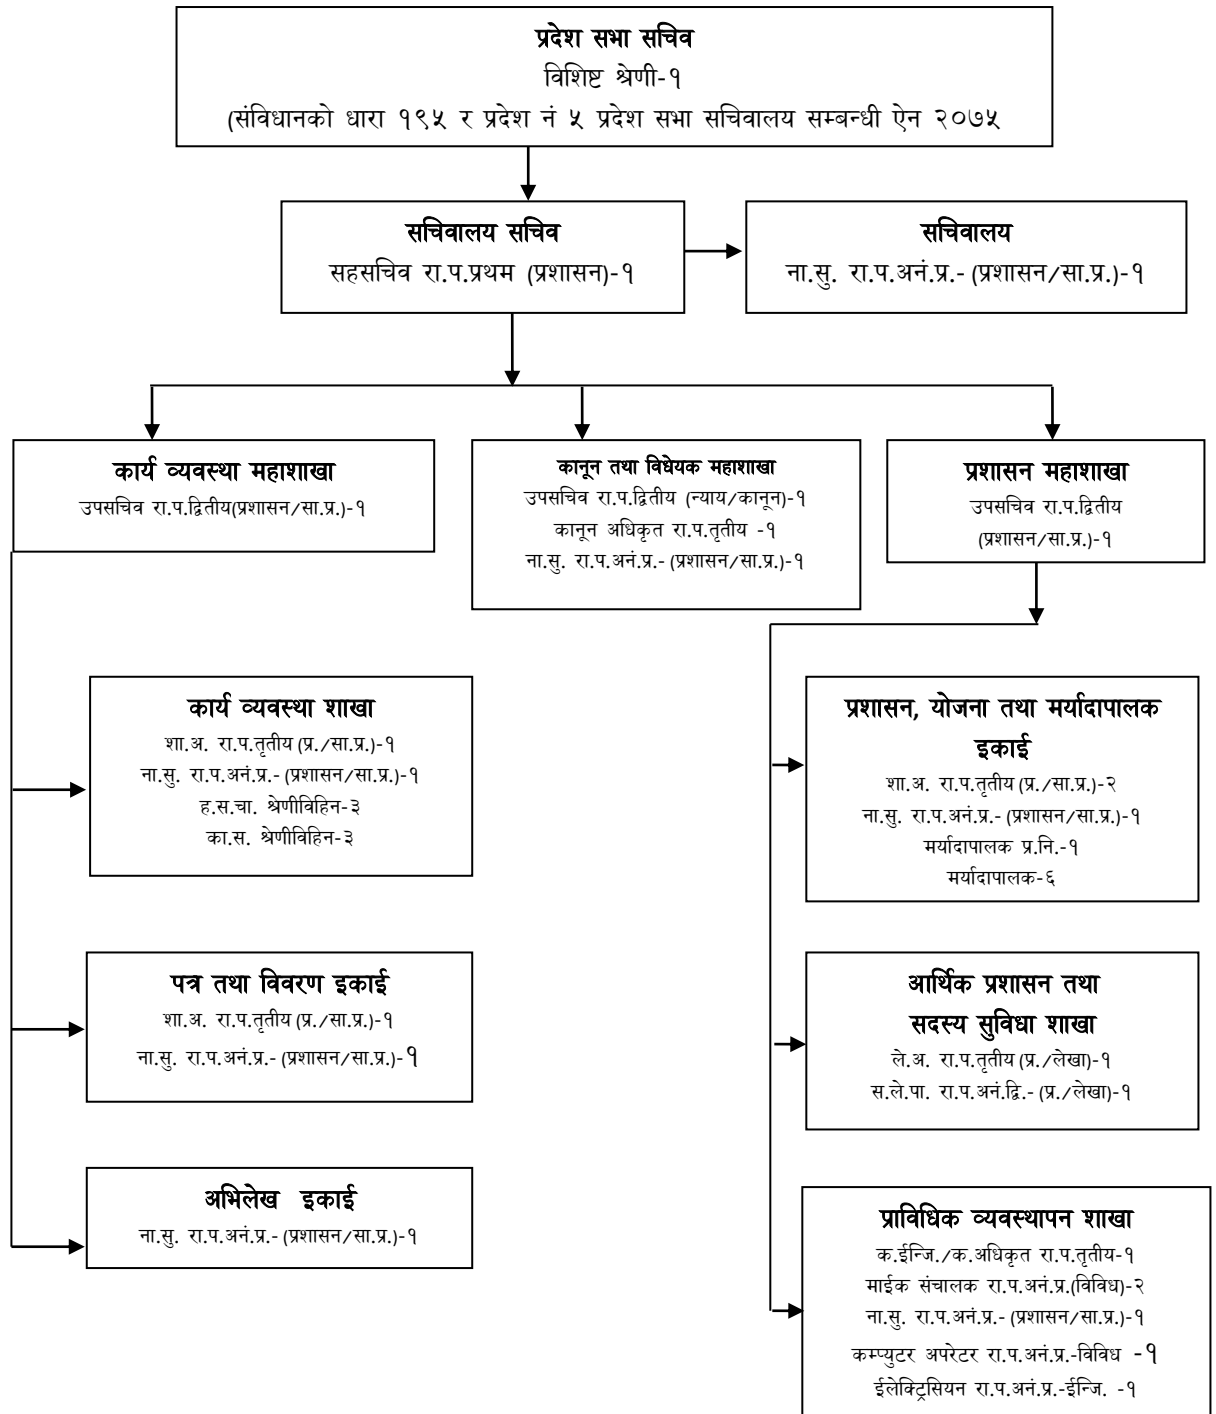 प्रदेश सभा सचिव
विशिष्ट श्रेणी-१
(संविधानको धारा १९५ र प्रदेश नं ५ प्रदेश सभा सचिवालय सम्बन्धी ऐन २०७५
सचिवालय सचिव
सहसचिव रा.प.प्रथम (प्रशासन)-१
सचिवालय
ना.सु. रा.प.अनं.प्र.- (प्रशासन/सा.प्र.)-१
कार्य व्यवस्था महाशाखा
उपसचिव रा.प.द्वितीय(प्रशासन/सा.प्र.)-१
कानून तथा विधेयक महाशाखा
उपसचिव रा.प.द्वितीय (न्याय/कानून)-१
कानून अधिकृत रा.प.तृतीय -१
ना.सु. रा.प.अनं.प्र.- (प्रशासन/सा.प्र.)-१
प्रशासन महाशाखा
उपसचिव रा.प.द्वितीय
(प्रशासन/सा.प्र.)-१
कार्य व्यवस्था शाखा
शा.अ. रा.प.तृतीय (प्र./सा.प्र.)-१
ना.सु. रा.प.अनं.प्र.- (प्रशासन/सा.प्र.)-१
ह.स.चा. श्रेणीविहिन-३
का.स. श्रेणीविहिन-३
पत्र तथा विवरण इकाई
शा.अ. रा.प.तृतीय (प्र./सा.प्र.)-१
ना.सु. रा.प.अनं.प्र.- (प्रशासन/सा.प्र.)-१
अभिलेख इकाई
ना.सु. रा.प.अनं.प्र.- (प्रशासन/सा.प्र.)-१
प्रशासन, योजना तथा मर्यादापालक
इकाई
शा.अ. रा.प.तृतीय (प्र./सा.प्र.)-२
ना.सु. रा.प.अनं.प्र.- (प्रशासन/सा.प्र.)-१
मर्यादापालक प्र.नि.-१
मर्यादापालक-६
आर्थिक प्रशासन तथा
सदस्य सुविधा शाखा
ले.अ. रा.प.तृतीय (प्र./लेखा)-१
स.ले.पा. रा.प.अनं.द्वि.- (प्र./लेखा)-१
प्राविधिक व्यवस्थापन शाखा
क.ईन्जि./क.अधिकृत रा.प.तृतीय-१
माईक संचालक रा.प.अनं.प्र.(विविध)-२
ना.सु. रा.प.अनं.प्र.- (प्रशासन/सा.प्र.)-१
कम्प्युटर अपरेटर रा.प.अनं.प्र.-विविध -१
ईलेक्ट्रिसियन रा.प.अनं.प्र.-ईन्जि. -१